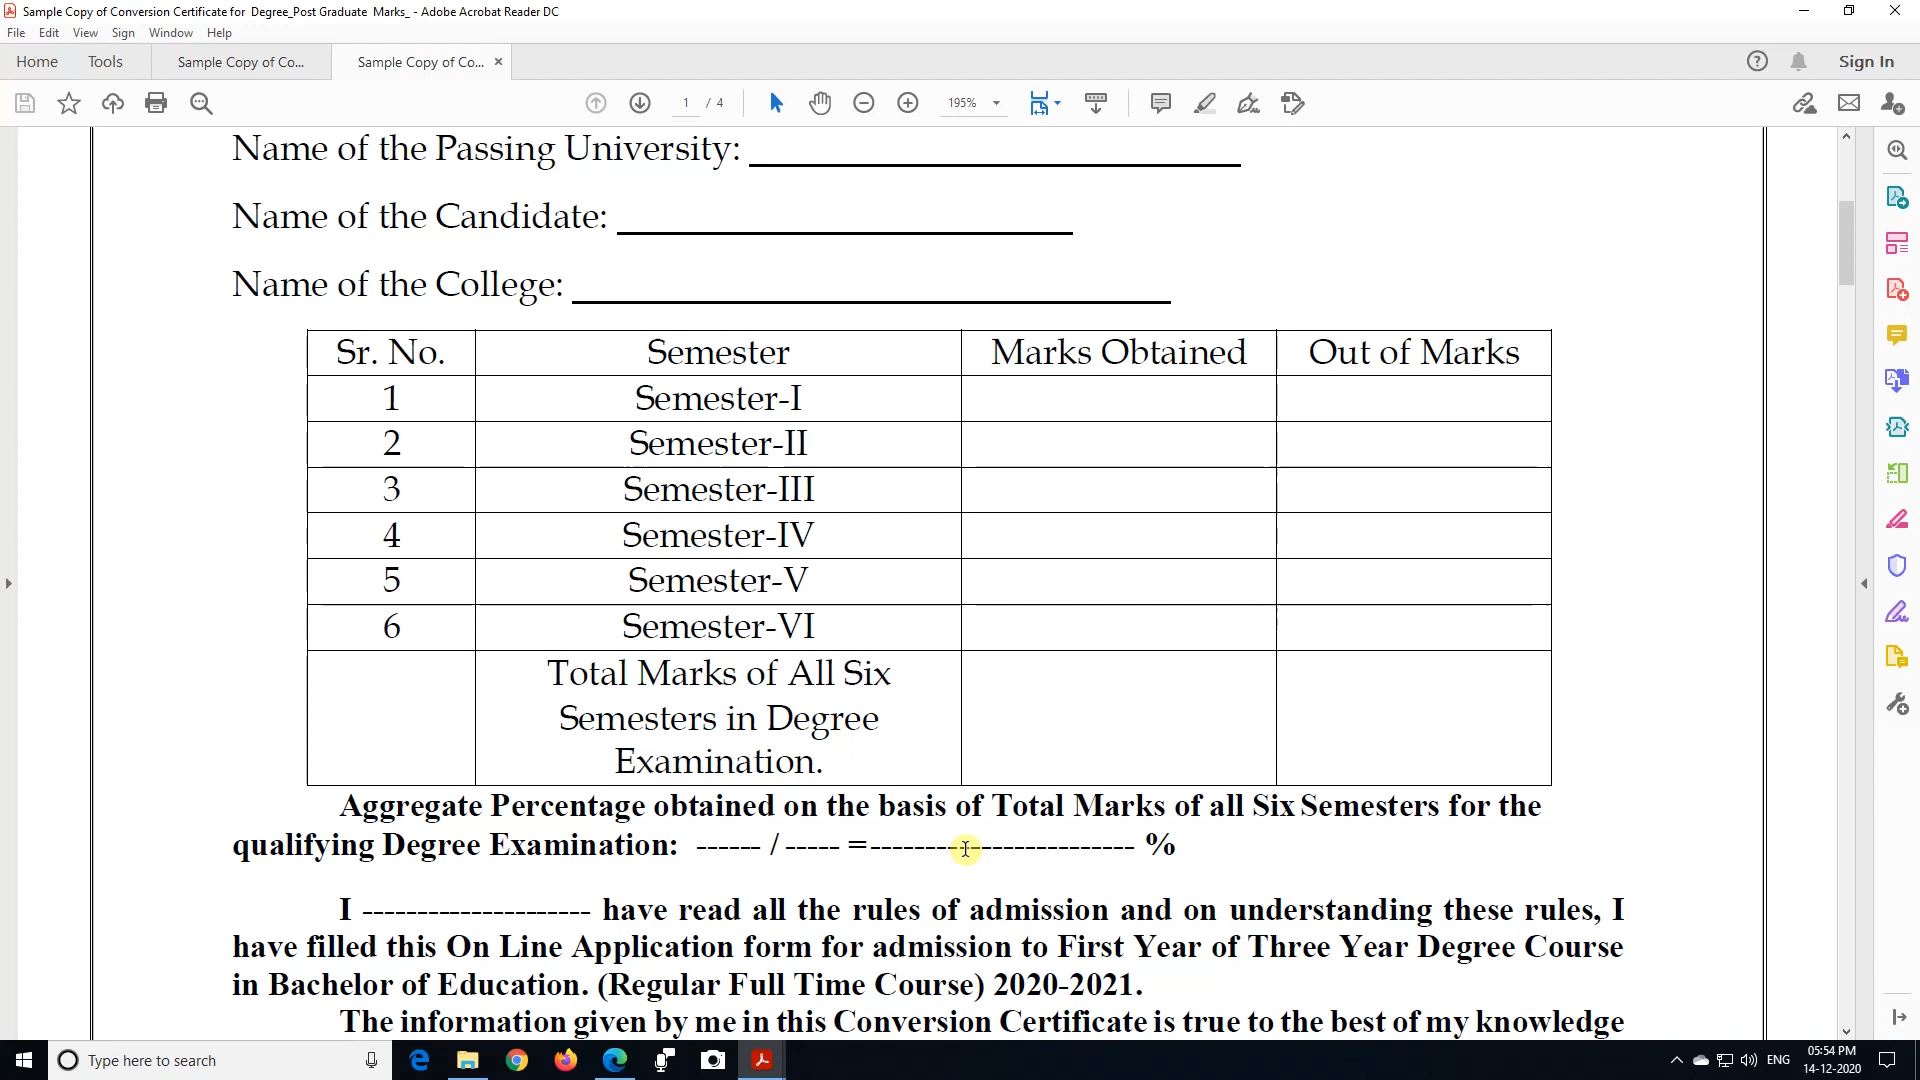 Sample Copy of Conversion Certificate for Degree_Post Graduate Marks_ - Adobe Acrobat Reader DC
File Edit View Sign Window Help
Home Tools Sample Copy of Co... Sample Copy of Co... × ? Sign In
1 / 4 195%
Name of the Passing University: ____________________
Name of the Candidate: ____________________
Name of the College: ____________________
Sr. No. Semester Marks Obtained Out of Marks
1 Semester-I
2 Semester-II
3 Semester-III
4 Semester-IV
5 Semester-V
6 Semester-VI
Total Marks of All Six
Semesters in Degree
Examination.
Aggregate Percentage obtained on the basis of Total Marks of all Six Semesters for the
qualifying Degree Examination: ------ / ----- =------------------------ %
I --------------------- have read all the rules of admission and on understanding these rules, I
have filled this On Line Application form for admission to First Year of Three Year Degree Course
in Bachelor of Education. (Regular Full Time Course) 2020-2021.
The information given by me in this Conversion Certificate is true to the best of my knowledge
Type here to search ENG 05:54 PM
14-12-2020